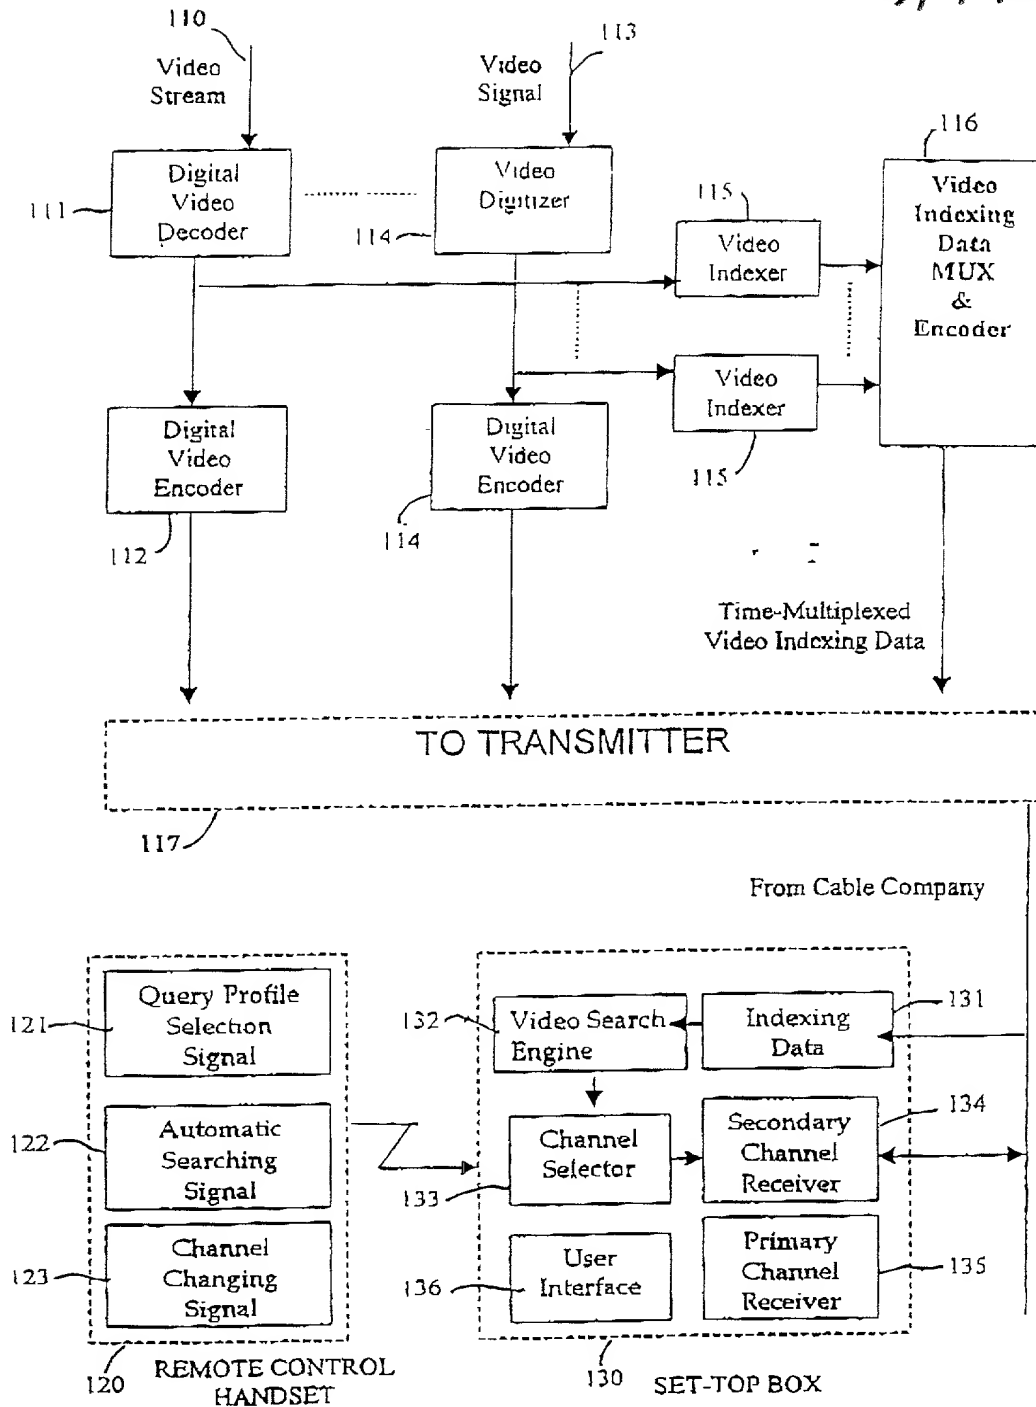 110
Video
Stream
113
Video
Signal
116
111
Digital
Video
Decoder
114
Video
Digitizer
115
Video
Indexer
Video
Indexing
Data
MUX
&
Encoder
Video
Indexer
115
Digital
Video
Encoder
112
Digital
Video
Encoder
114
Time-Multiplexed
Video Indexing Data
TO TRANSMITTER
117
From Cable Company
121
Query Profile
Selection
Signal
122
Automatic
Searching
Signal
123
Channel
Changing
Signal
120
REMOTE CONTROL
HANDSET
132
Video Search
Engine
Indexing
Data
131
133
Channel
Selector
Secondary
Channel
Receiver
134
136
User
Interface
Primary
Channel
Receiver
135
130
SET-TOP BOX